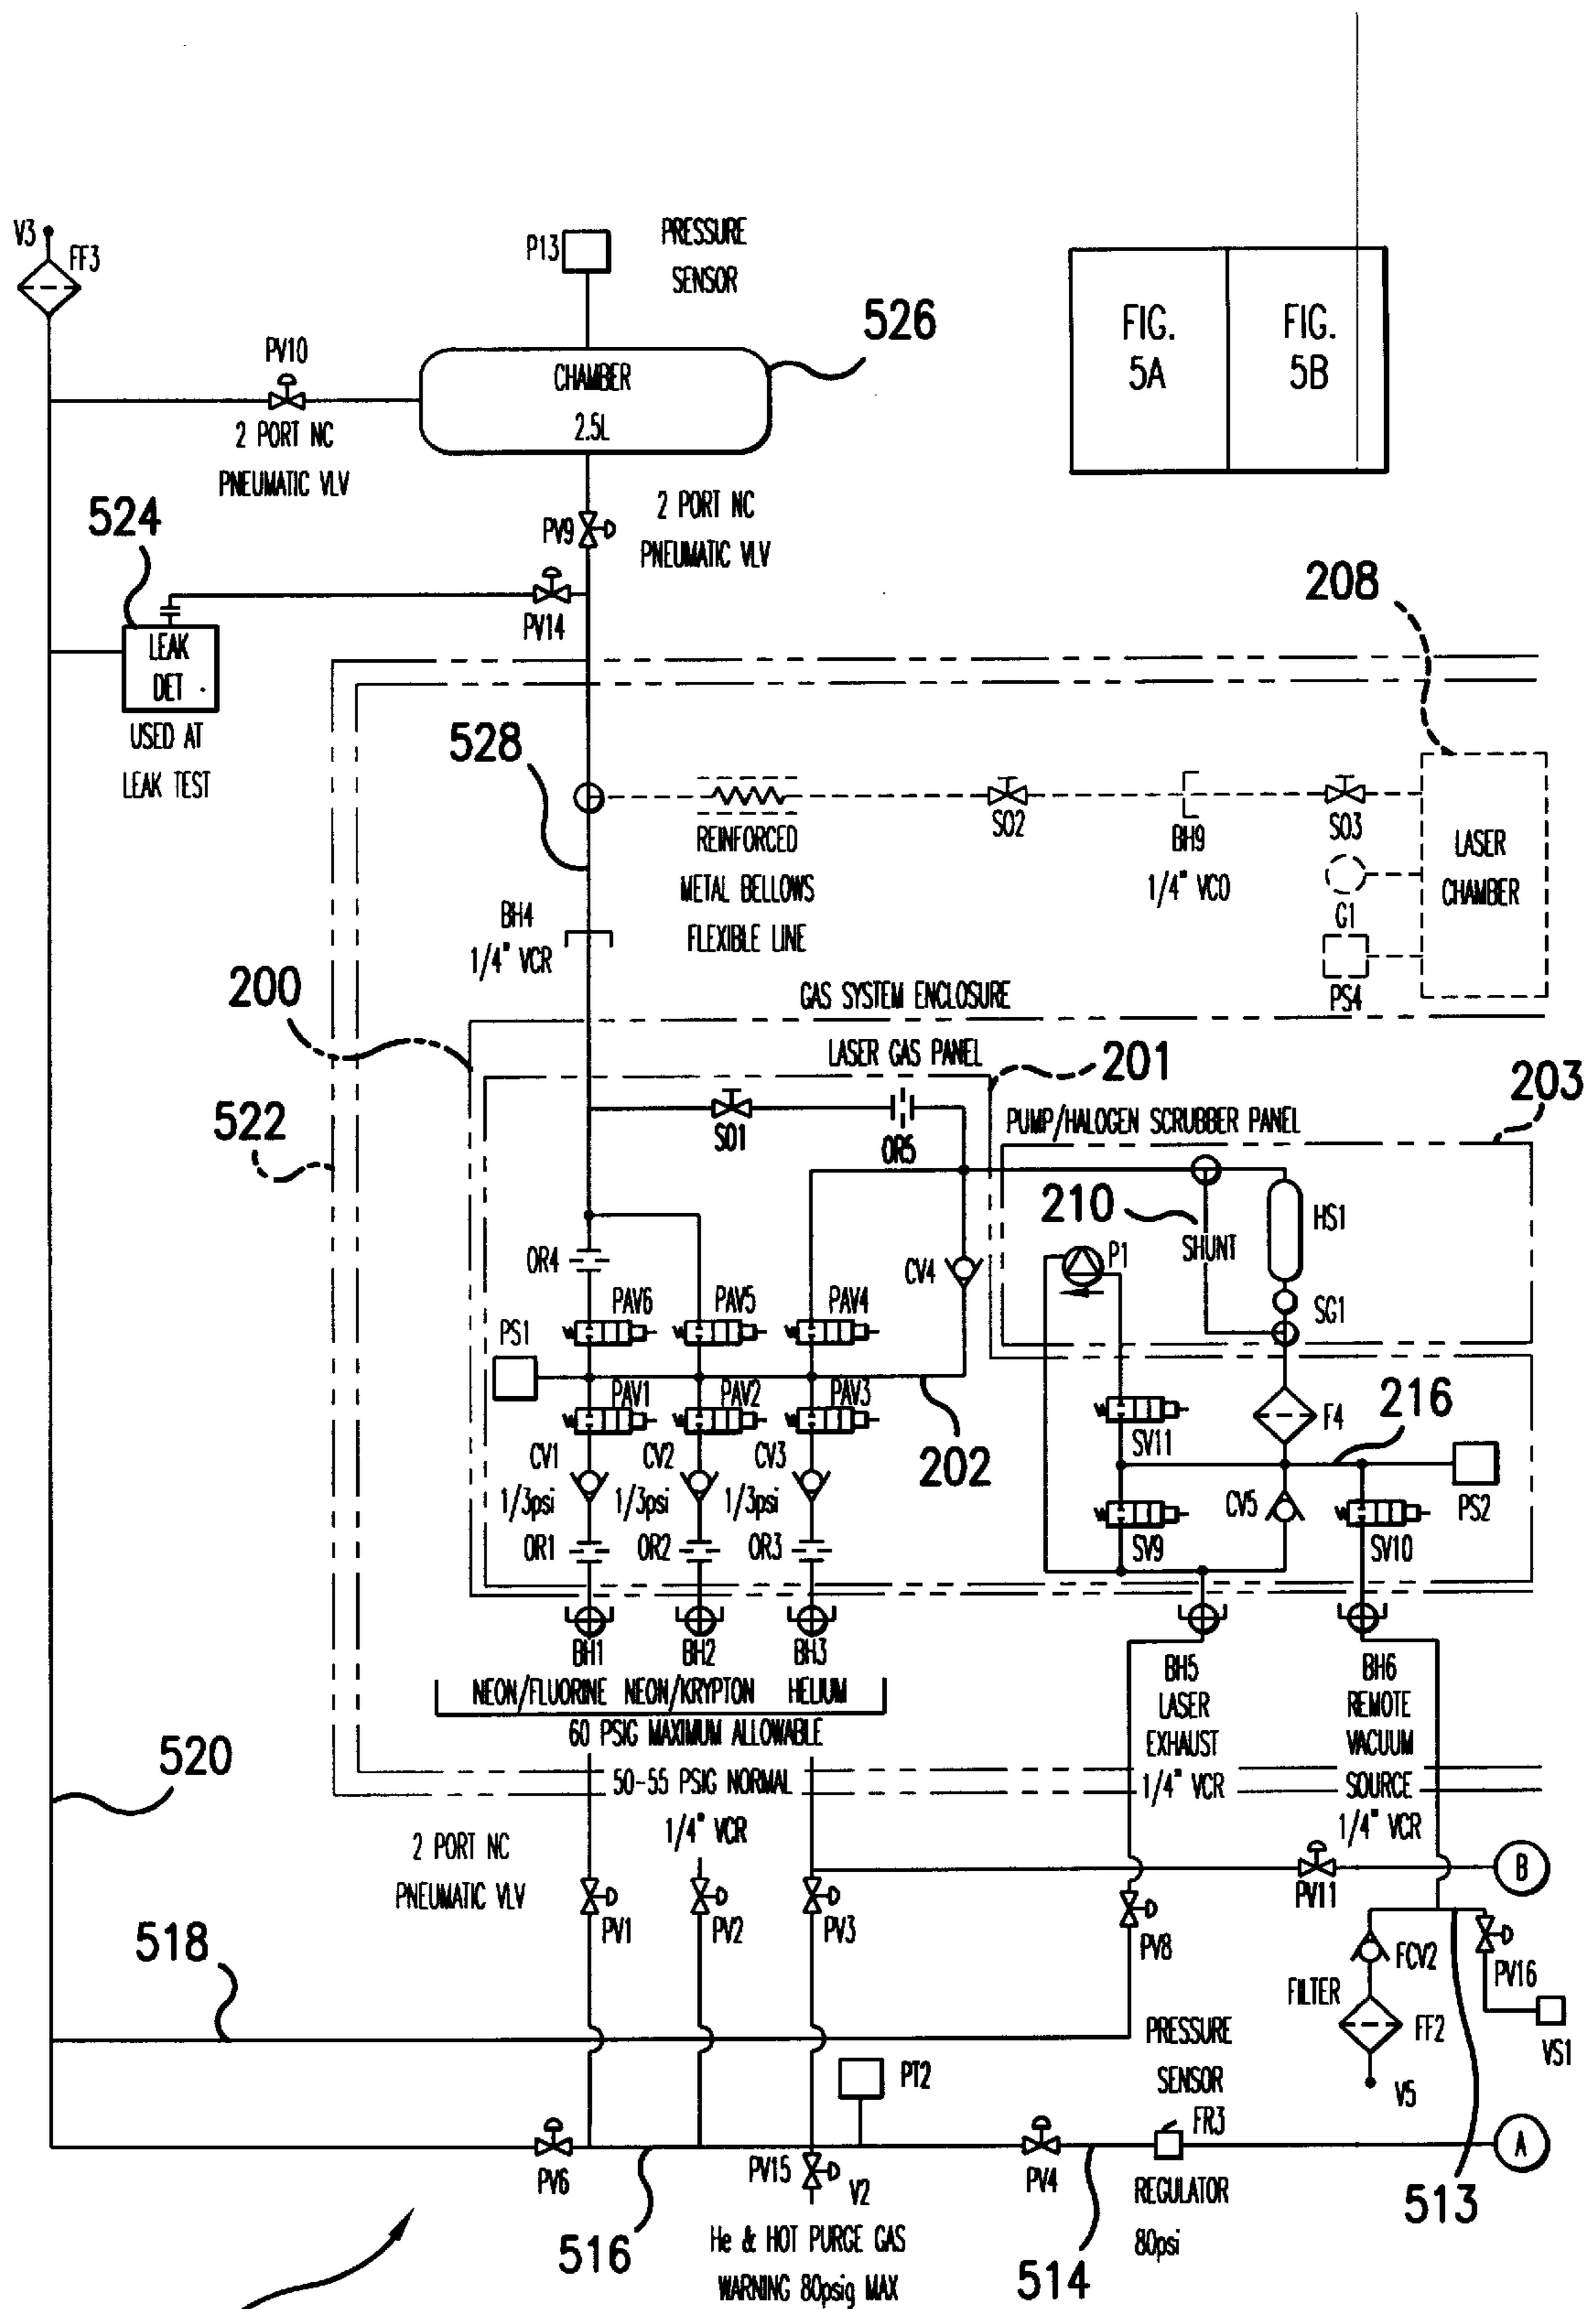 V3
FF3
P13
PRESSURE
SENSOR
526
FIG.
5A
FIG.
5B
PV10
CHAMBER
2.5L
2 PORT NC
PNEUMATIC VLV
524
PV9
2 PORT NC
PNEUMATIC VLV
PV14
208
LEAK
DET .
USED AT
LEAK TEST
528
REINFORCED
METAL BELLOWS
FLEXIBLE LINE
SO2
BH9
1/4" VCO
SO3
LASER
CHAMBER
G1
PS4
BH4
1/4" VCR
200
GAS SYSTEM ENCLOSURE
LASER GAS PANEL
201
203
PUMP/HALOGEN SCRUBBER PANEL
522
SO1
OR5
210
SHUNT
HS1
P1
SG1
OR4
CV4
PAV6
PAV5
PAV4
PS1
PAV1
PAV2
PAV3
202
SV11
F4
216
CV1
1/3psi
CV2
1/3psi
CV3
1/3psi
CV5
PS2
OR1
OR2
OR3
SV9
SV10
BH1
BH2
BH3
NEON/FLUORINE
NEON/KRYPTON
HELIUM
60 PSIG MAXIMUM ALLOWABLE
50-55 PSIG NORMAL
1/4" VCR
BH5
LASER
EXHAUST
1/4" VCR
BH6
REMOTE
VACUUM
SOURCE
1/4" VCR
520
2 PORT NC
PNEUMATIC VLV
PV1
PV2
PV3
PV11
B
PV8
FCV2
PV16
518
FILTER
FF2
VS1
V5
PRESSURE
SENSOR
PT2
FR3
A
PV6
PV15
V2
PV4
REGULATOR
80psi
513
516
514
He & HOT PURGE GAS
WARNING 80psig MAX